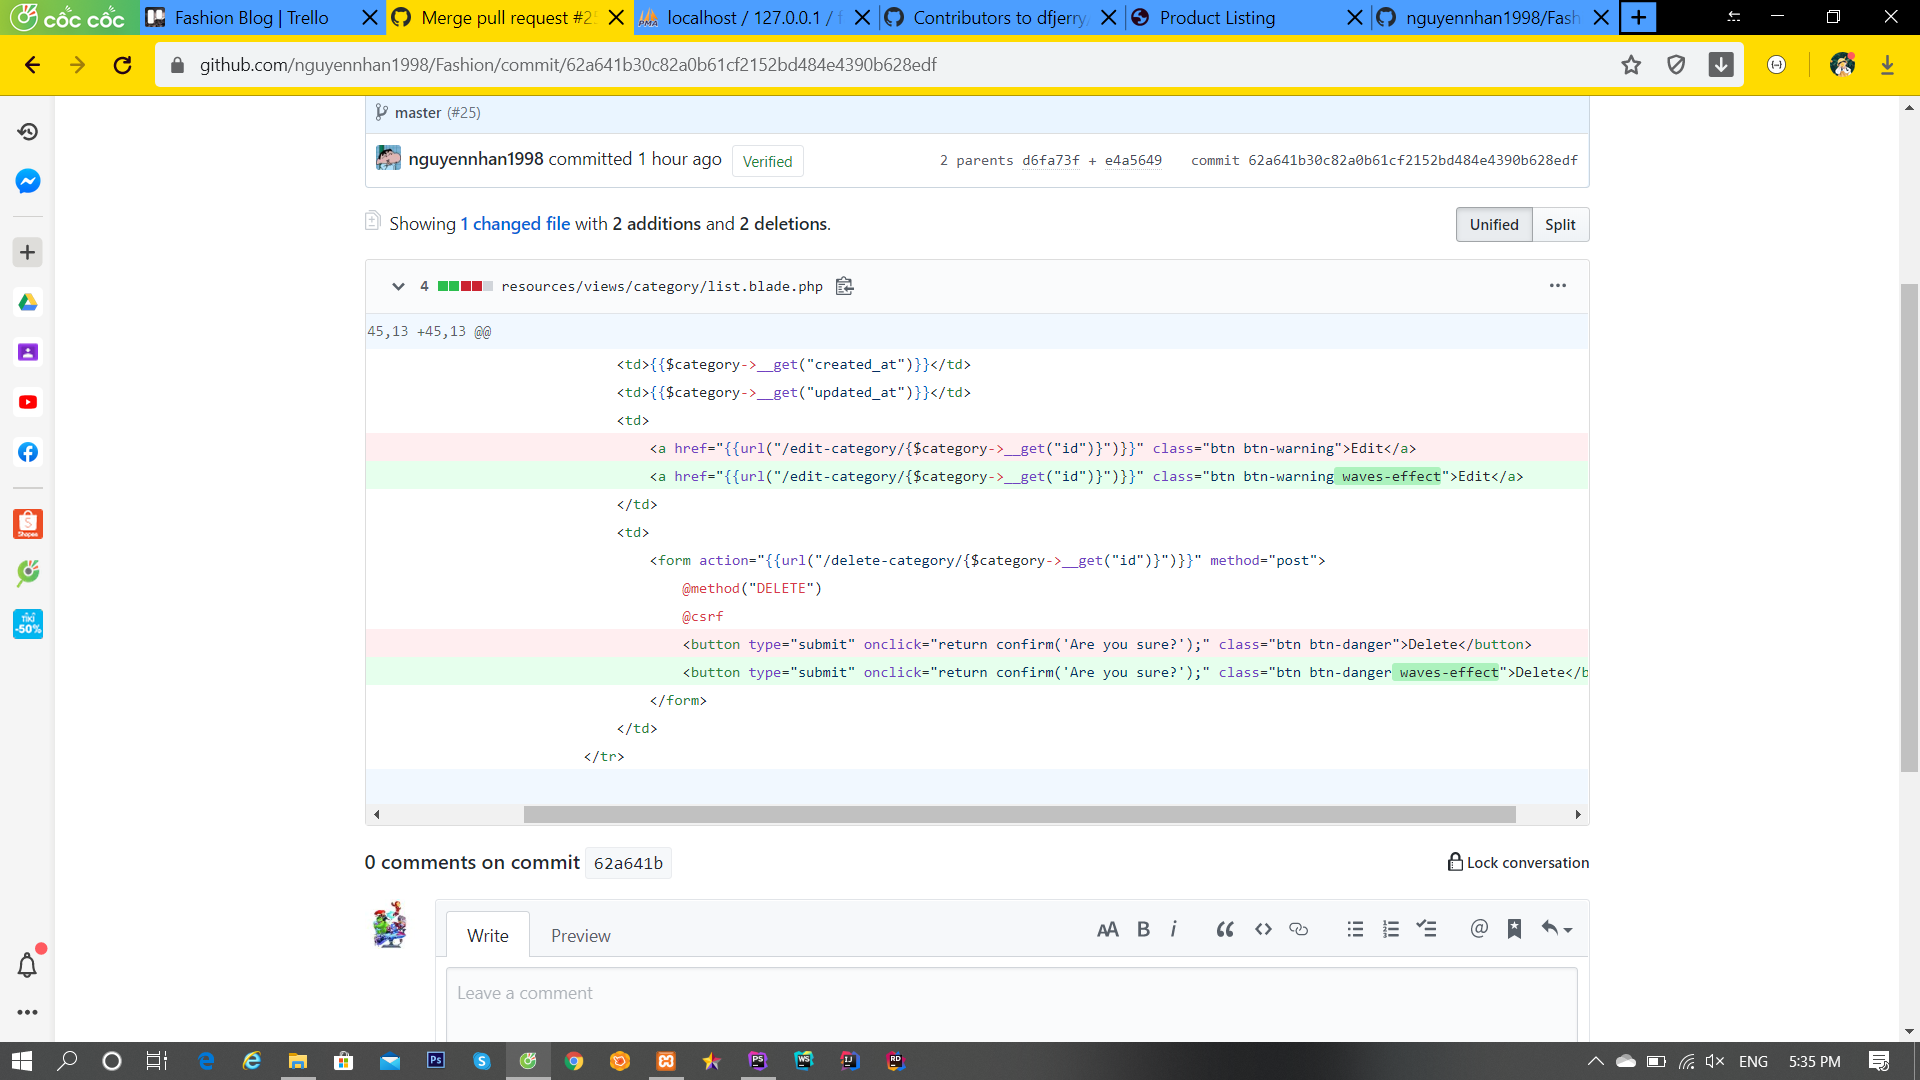 cốc cốc
Fashion Blog | Trello
Merge pull request #25
localhost / 127.0.0.1 / f
Contributors to dfjerry
Product Listing
nguyennhan1998/Fash
github.com/nguyennhan1998/Fashion/commit/62a641b30c82a0b61cf2152bd484e4390b628edf
master (#25)
nguyennhan1998 committed 1 hour ago Verified 2 parents d6fa73f + e4a5649 commit 62a641b30c82a0b61cf2152bd484e4390b628edf
Showing 1 changed file with 2 additions and 2 deletions. Unified Split
4 resources/views/category/list.blade.php
45,13 +45,13 @@
<td>{{$category->__get("created_at")}}</td>
<td>{{$category->__get("updated_at")}}</td>
<td>
<a href="{{url("/edit-category/{$category->__get("id")}")}}" class="btn btn-warning">Edit</a>
<a href="{{url("/edit-category/{$category->__get("id")}")}}" class="btn btn-warning waves-effect">Edit</a>
</td>
<td>
<form action="{{url("/delete-category/{$category->__get("id")}")}}" method="post">
@method("DELETE")
@csrf
<button type="submit" onclick="return confirm('Are you sure?');" class="btn btn-danger">Delete</button>
<button type="submit" onclick="return confirm('Are you sure?');" class="btn btn-danger waves-effect">Delete</b
</form>
</td>
</tr>
0 comments on commit 62a641b Lock conversation
Write Preview
Leave a comment
Shopee
TIKI
-50%
ENG 5:35 PM